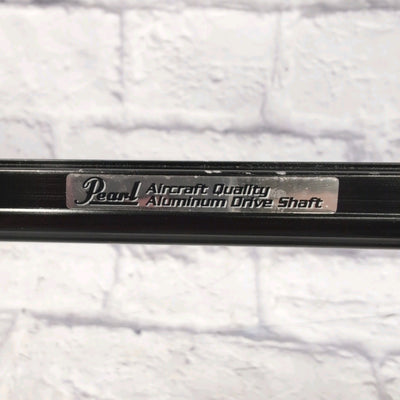 Pearl Aircraft Quality
Aluminum Drive Shaft